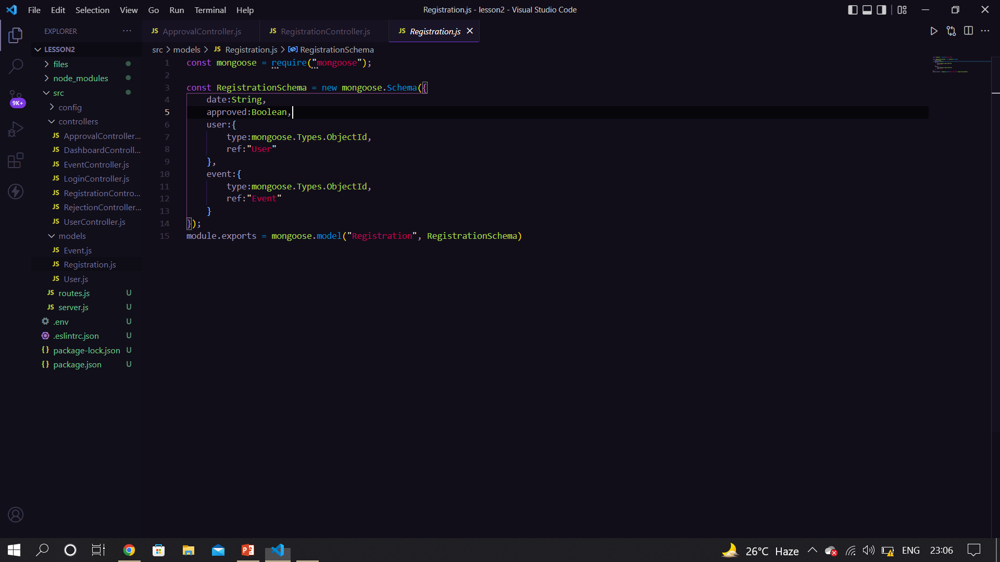 File Edit Selection View Go Run Terminal Help
Registration.js - lesson2 - Visual Studio Code
EXPLORER
LESSON2
files
node_modules
src
config
controllers
JS ApprovalController...
JS DashboardControll...
JS EventController.js
JS LoginController.js
JS RegistrationContro...
JS RejectionController...
JS UserController.js
models
JS Event.js
JS Registration.js
JS User.js
JS routes.js U
JS server.js U
.env U
.eslintrc.json U
{} package-lock.json U
{} package.json U
9K+
JS ApprovalController.js
JS RegistrationController.js
JS Registration.js
src > models > JS Registration.js > RegistrationSchema
1 const mongoose = require("mongoose");
2
3 const RegistrationSchema = new mongoose.Schema({
4 date:String,
5 approved:Boolean,
6 user:{
7 type:mongoose.Types.ObjectId,
8 ref:"User"
9 },
10 event:{
11 type:mongoose.Types.ObjectId,
12 ref:"Event"
13 }
14 });
15 module.exports = mongoose.model("Registration", RegistrationSchema)
26°C Haze ENG 23:06